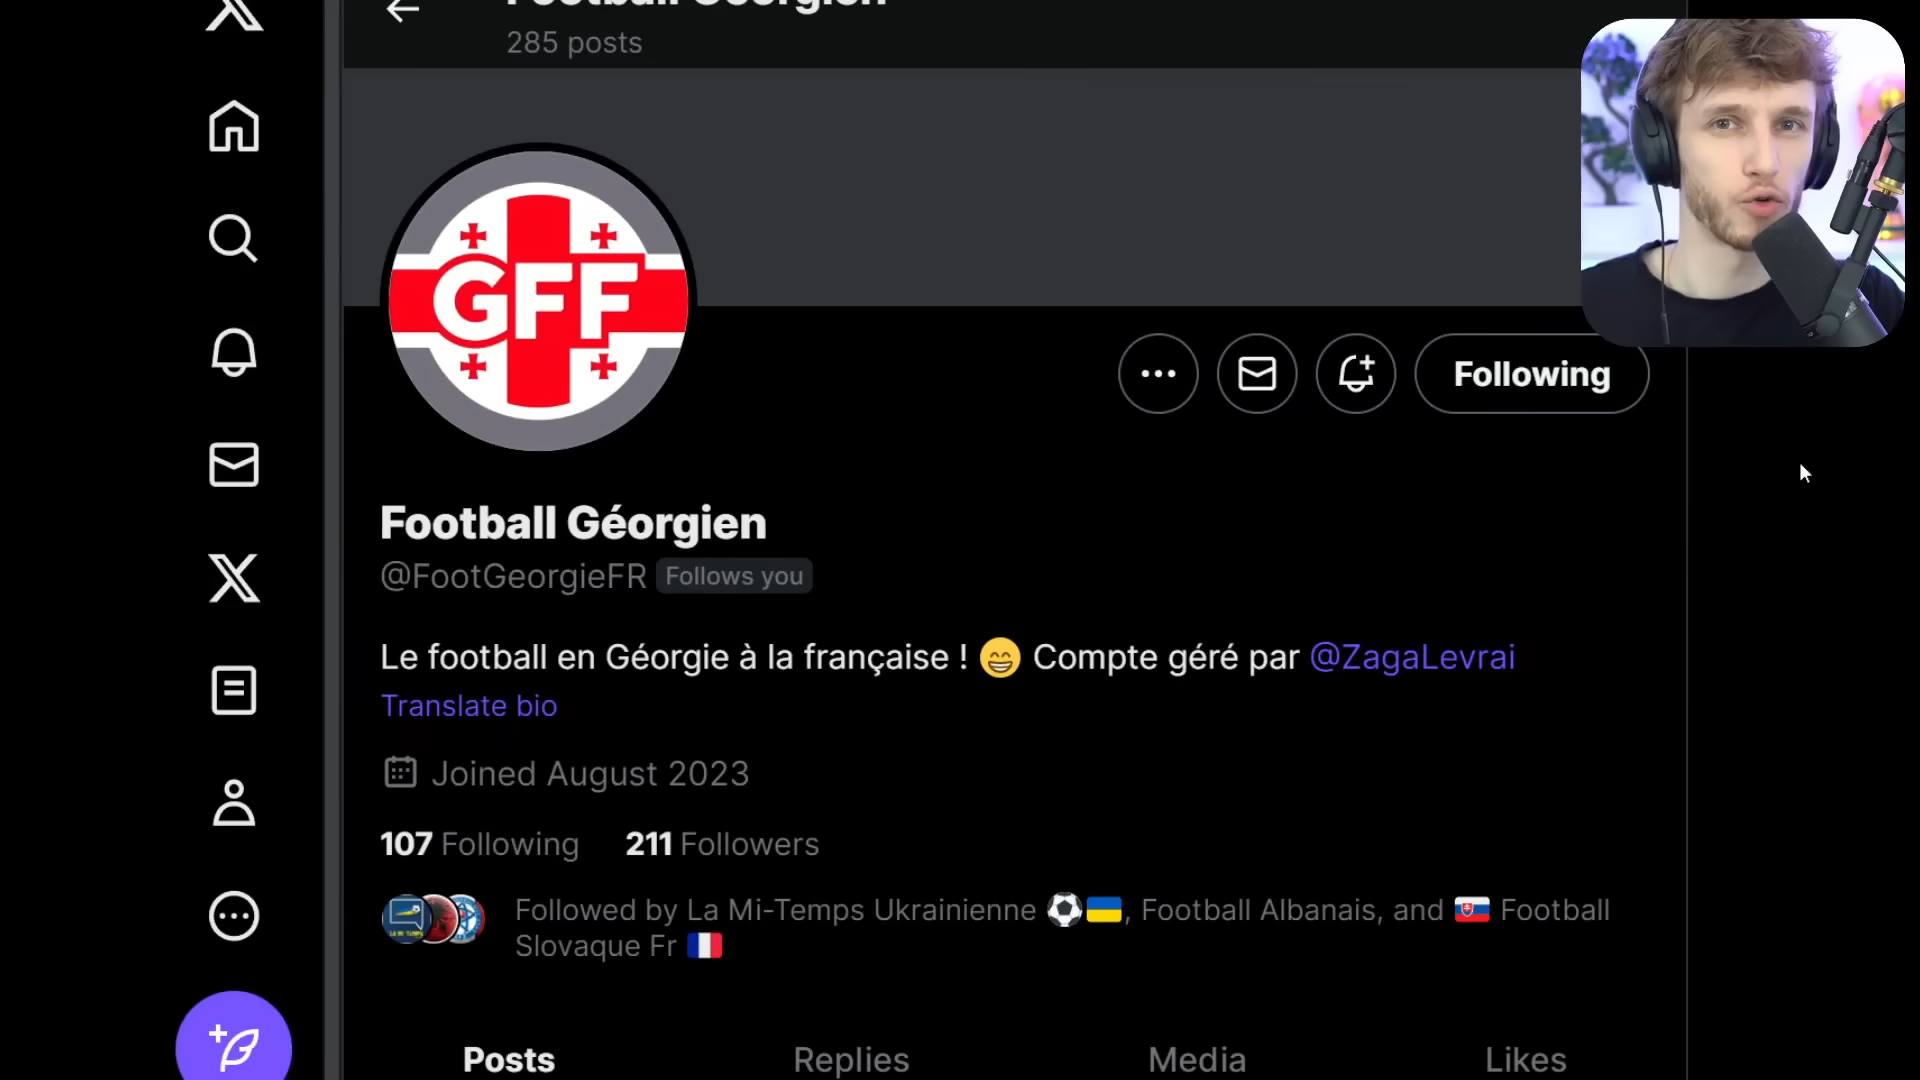 Football Géorgien
285 posts
GFF
Following
Football Géorgien
@FootGeorgieFR Follows you
Le football en Géorgie à la française ! 😁 Compte géré par @ZagaLevrai
Translate bio
Joined August 2023
107 Following 211 Followers
Followed by La Mi-Temps Ukrainienne ⚽🇺🇦, Football Albanais, and 🇸🇰 Football
Slovaque Fr 🇫🇷
Posts Replies Media Likes